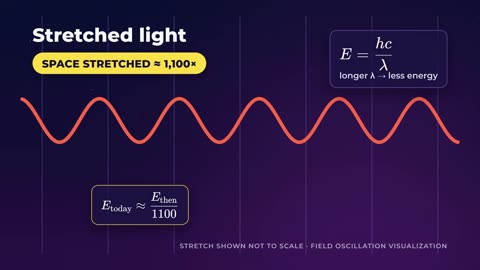 Stretched light
SPACE STRETCHED ≈ 1,100×
E = hc/λ
longer λ → less energy
E_today ≈ E_then/1100
STRETCH SHOWN NOT TO SCALE · FIELD OSCILLATION VISUALIZATION